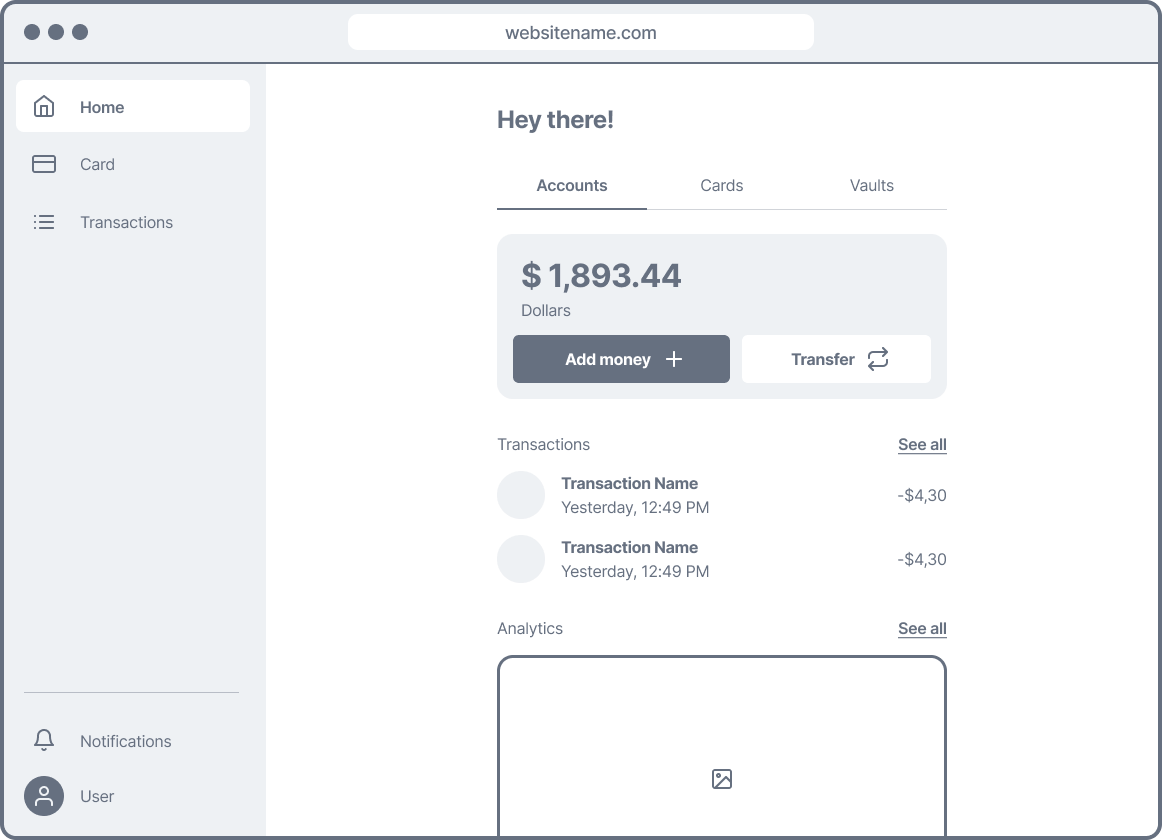 websitename.com
Home
Card
Transactions
Notifications
User
Hey there!
Accounts
Cards
Vaults
$ 1,893.44
Dollars
Add money
Transfer
Transactions
See all
Transaction Name
Yesterday, 12:49 PM
-$4,30
Transaction Name
Yesterday, 12:49 PM
-$4,30
Analytics
See all